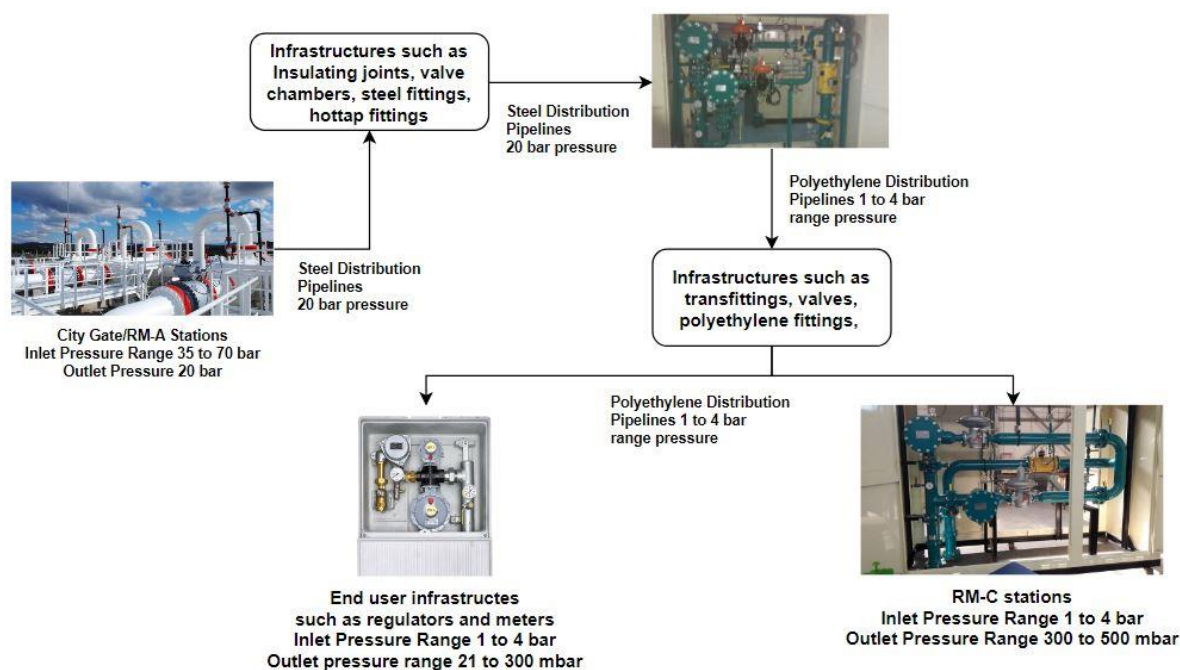 Infrastructures such as
Insulating joints, valve
chambers, steel fittings,
hottap fittings
Steel Distribution
Pipelines
20 bar pressure
Polyethylene Distribution
Pipelines 1 to 4 bar
range pressure
Steel Distribution
Pipelines
20 bar pressure
City Gate/RM-A Stations
Inlet Pressure Range 35 to 70 bar
Outlet Pressure 20 bar
Infrastructures such as
transfittings, valves,
polyethylene fittings,
Polyethylene Distribution
Pipelines 1 to 4 bar
range pressure
End user infrastructes
such as regulators and meters
Inlet Pressure Range 1 to 4 bar
Outlet pressure range 21 to 300 mbar
RM-C stations
Inlet Pressure Range 1 to 4 bar
Outlet Pressure Range 300 to 500 mbar